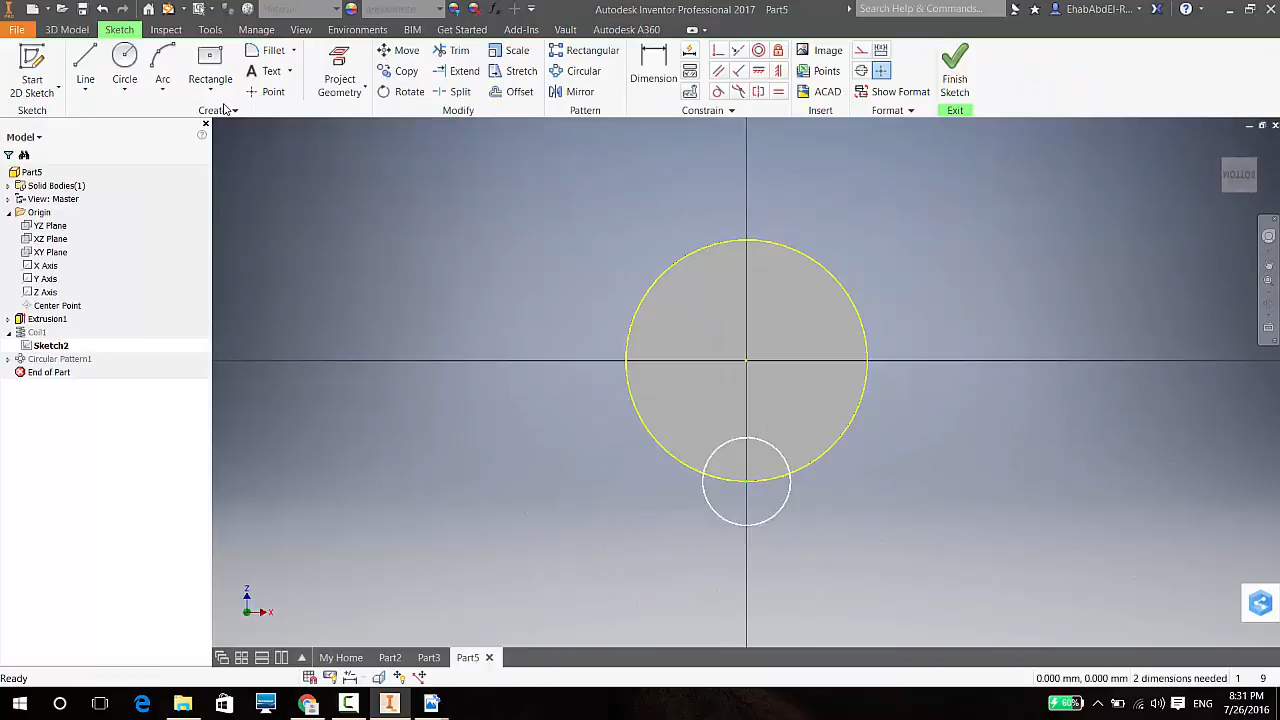 Material
Appearance
Autodesk Inventor Professional 2017   Part5
Search Help & Commands...
EhabAbdEl-R...
File
3D Model
Sketch
Inspect
Tools
Manage
View
Environments
BIM
Get Started
Add-Ins
Vault
Autodesk A360
Start
2D Sketch
Line
Circle
Arc
Rectangle
Fillet
Text
Point
Project
Geometry
Move
Copy
Rotate
Trim
Extend
Split
Scale
Stretch
Offset
Rectangular
Circular
Mirror
Dimension
Image
Points
ACAD
Show Format
Finish
Sketch
Sketch
Create
Modify
Pattern
Constrain
Insert
Format
Exit
Model
Part5
Solid Bodies(1)
View: Master
Origin
YZ Plane
XZ Plane
XY Plane
X Axis
Y Axis
Z Axis
Center Point
Extrusion1
Coil1
Sketch2
Circular Pattern1
End of Part
BOTTOM
Z
X
My Home
Part2
Part3
Part5
Ready
0.000 mm, 0.000 mm
2 dimensions needed
1
9
60%
8:31 PM
7/26/2016